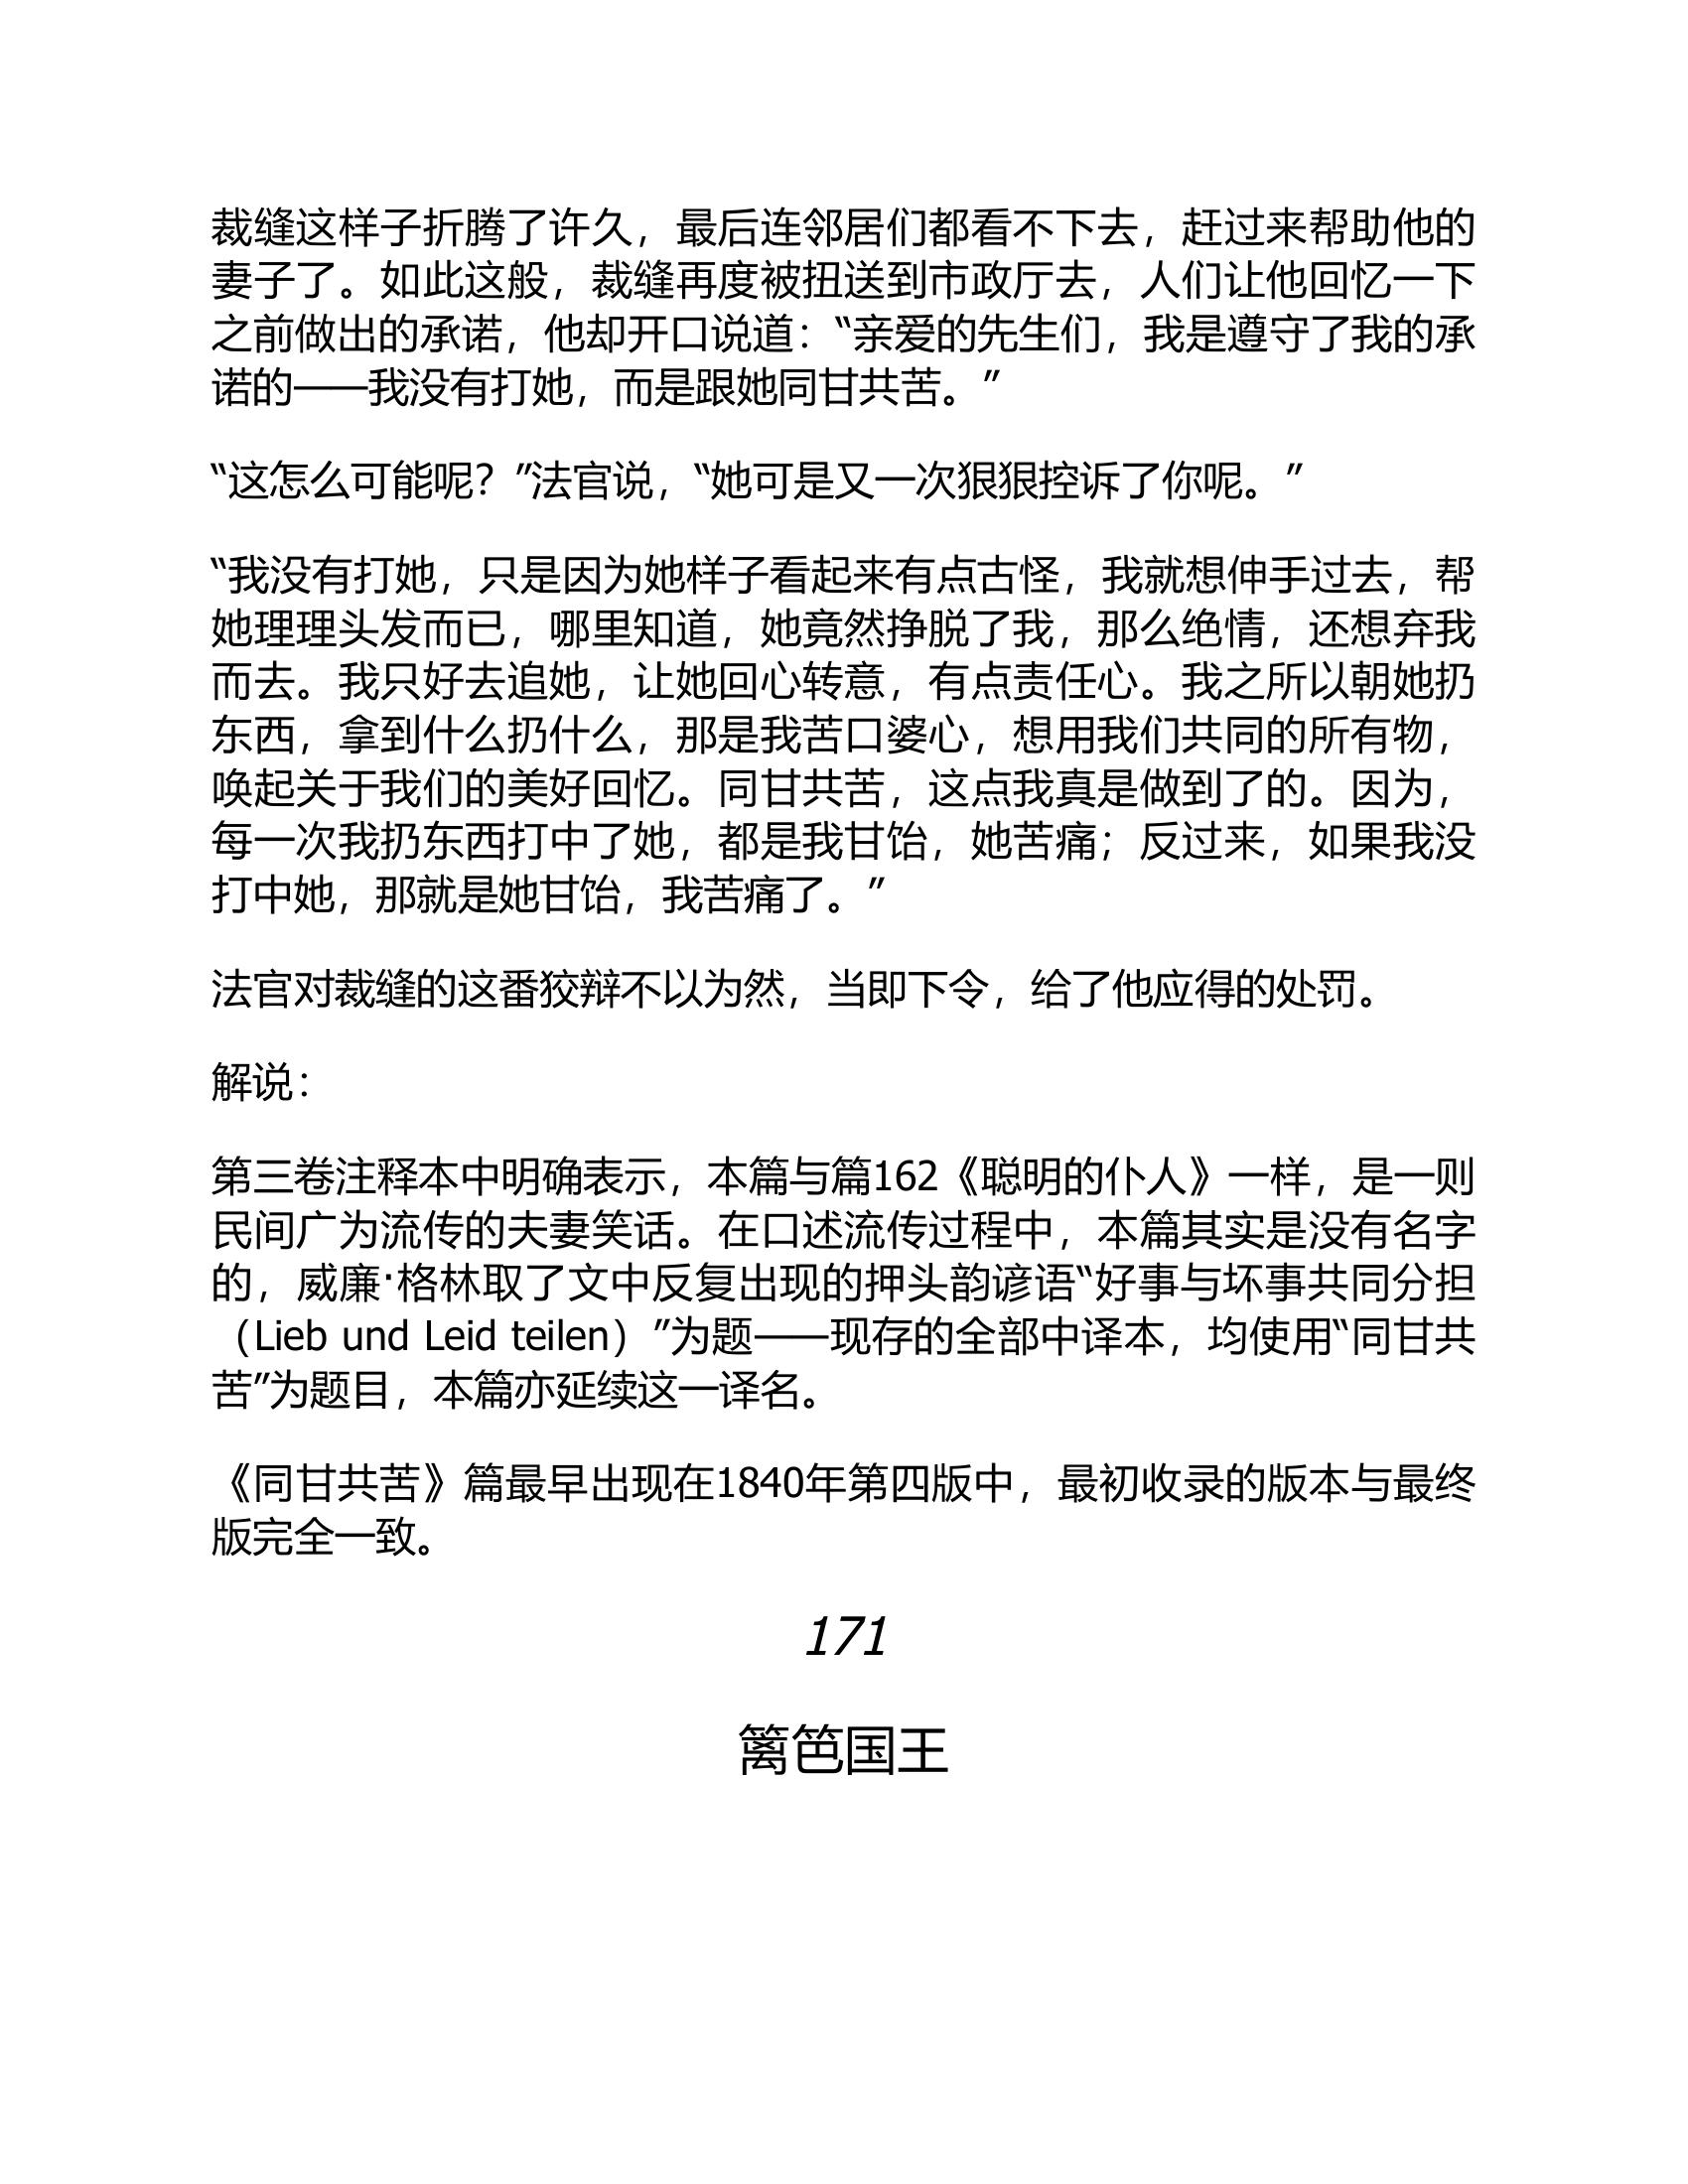 裁缝这样子折腾了许久，最后连邻居们都看不下去，赶过来帮助他的
妻子了。如此这般，裁缝再度被扭送到市政厅去，人们让他回忆一下
之前做出的承诺，他却开口说道：“亲爱的先生们，我是遵守了我的承
诺的——我没有打她，而是跟她同甘共苦。”
“这怎么可能呢？”法官说，“她可是又一次狠狠控诉了你呢。”
“我没有打她，只是因为她样子看起来有点古怪，我就想伸手过去，帮
她理理头发而已，哪里知道，她竟然挣脱了我，那么绝情，还想弃我
而去。我只好去追她，让她回心转意，有点责任心。我之所以朝她扔
东西，拿到什么扔什么，那是我苦口婆心，想用我们共同的所有物，
唤起关于我们的美好回忆。同甘共苦，这点我真是做到了的。因为，
每一次我扔东西打中了她，都是我甘饴，她苦痛；反过来，如果我没
打中她，那就是她甘饴，我苦痛了。”
法官对裁缝的这番狡辩不以为然，当即下令，给了他应得的处罚。
解说：
第三卷注释本中明确表示，本篇与篇162《聪明的仆人》一样，是一则
民间广为流传的夫妻笑话。在口述流传过程中，本篇其实是没有名字
的，威廉·格林取了文中反复出现的押头韵谚语“好事与坏事共同分担
（Lieb und Leid teilen）”为题——现存的全部中译本，均使用“同甘共
苦”为题目，本篇亦延续这一译名。
《同甘共苦》篇最早出现在1840年第四版中，最初收录的版本与最终
版完全一致。
171
篱笆国王